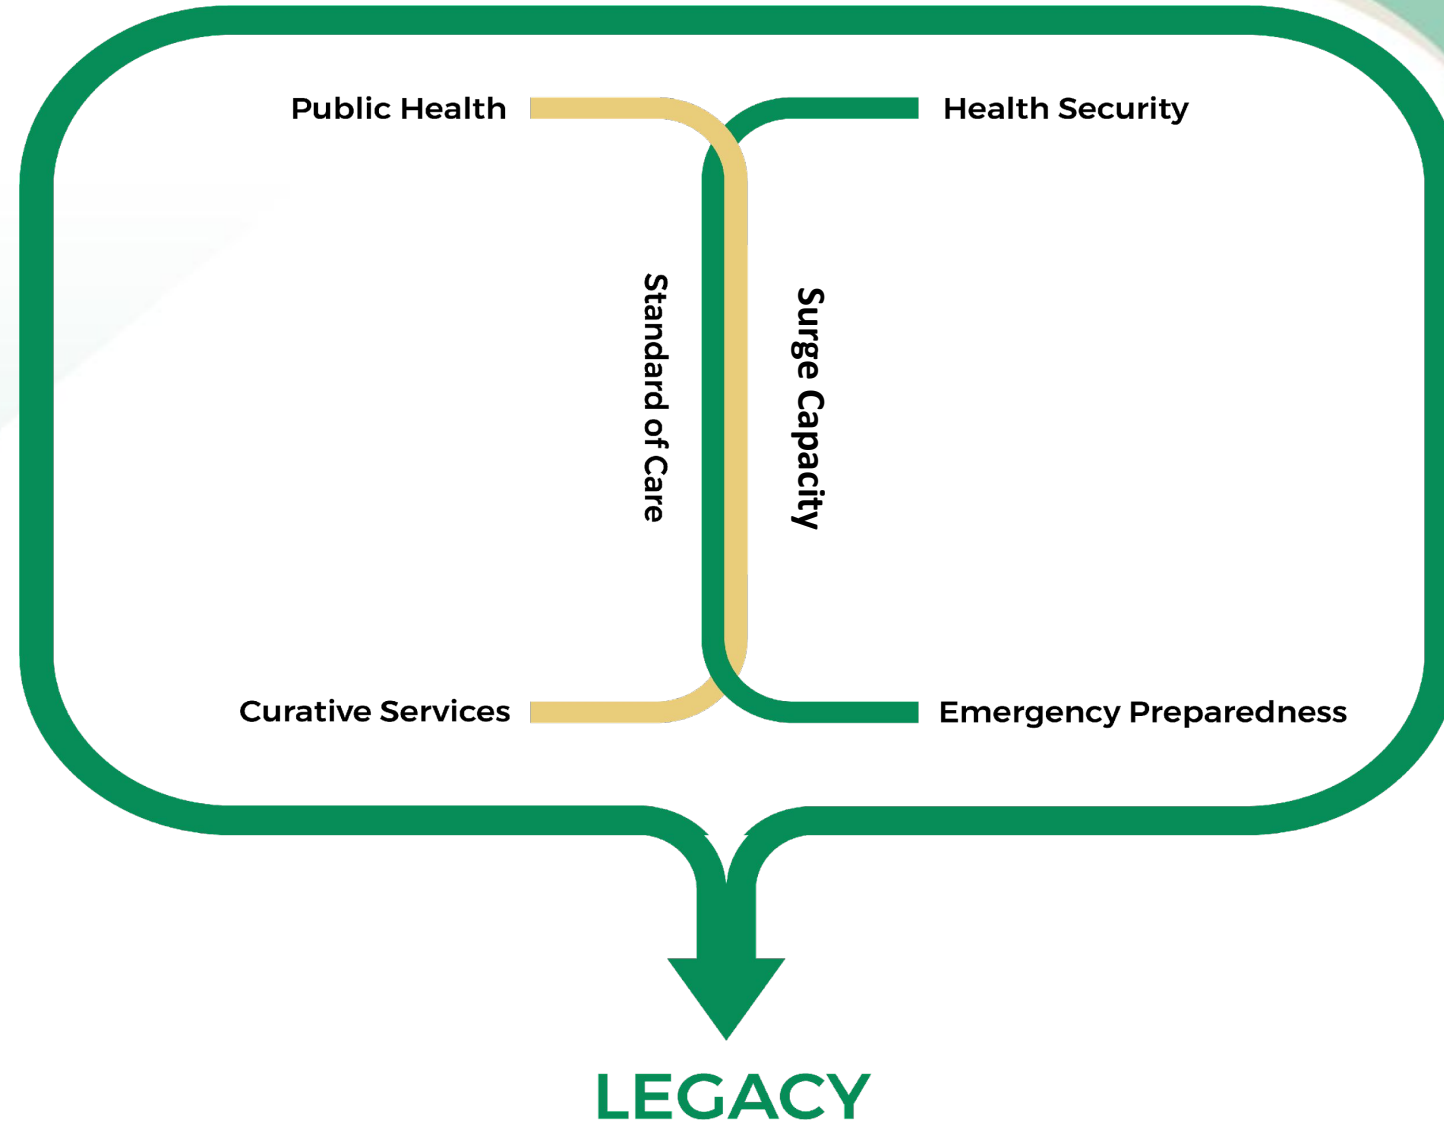 Public Health
Health Security
Standard of Care
Surge Capacity
Curative Services
Emergency Preparedness
LEGACY